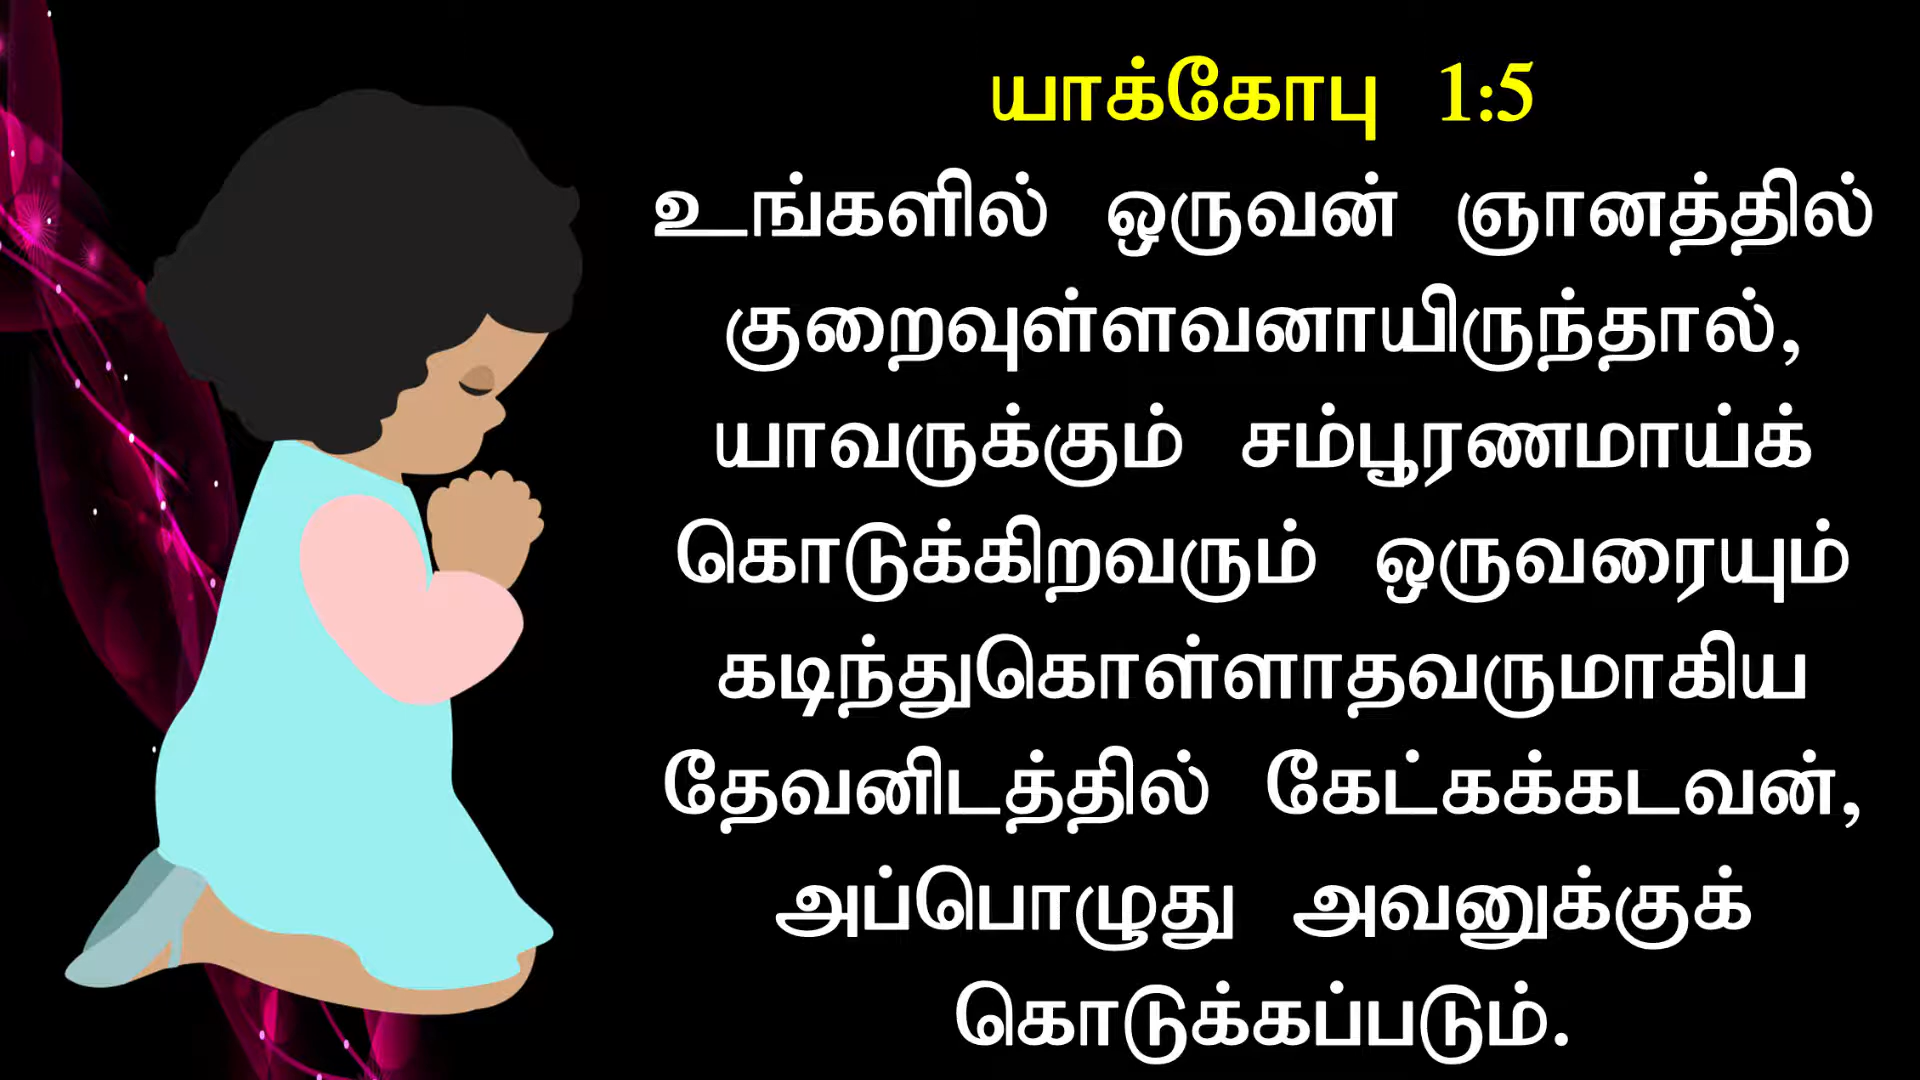 யாக்கோபு 1:5
உங்களில் ஒருவன் ஞானத்தில்
குறைவுள்ளவனாயிருந்தால்,
யாவருக்கும் சம்பூரணமாய்க்
கொடுக்கிறவரும் ஒருவரையும்
கடிந்துகொள்ளாதவருமாகிய
தேவனிடத்தில் கேட்கக்கடவன்,
அப்பொழுது அவனுக்குக்
கொடுக்கப்படும்.